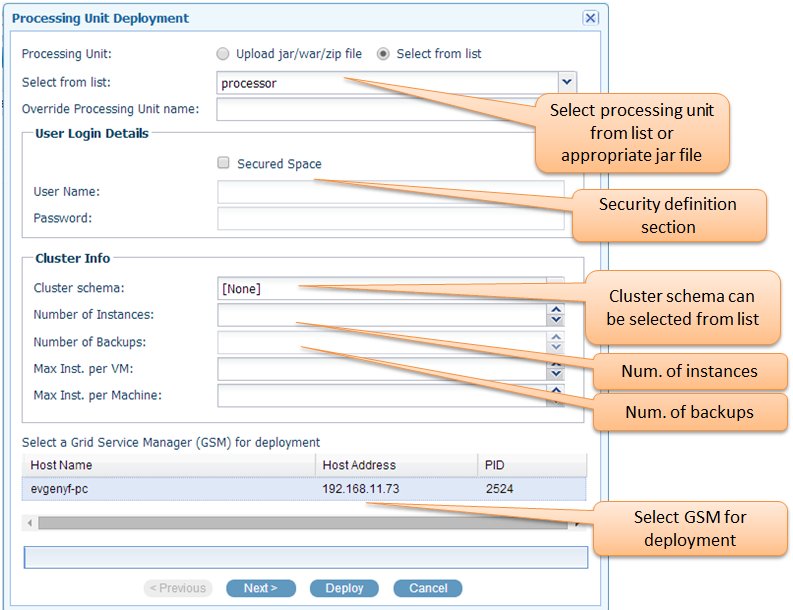 Processing Unit Deployment
Processing Unit: Upload jar/war/zip file Select from list
Select from list: processor
Override Processing Unit name:
Select processing unit
from list or
appropriate jar file
User Login Details
Secured Space
User Name:
Password:
Security definition
section
Cluster Info
Cluster schema: [None]
Cluster schema can
be selected from list
Number of Instances:
Number of Backups:
Max Inst. per VM:
Num. of instances
Max Inst. per Machine:
Num. of backups
Select a Grid Service Manager (GSM) for deployment
Host Name Host Address PID
evgenyf-pc 192.168.11.73 2524
Select GSM for
deployment
< Previous Next > Deploy Cancel